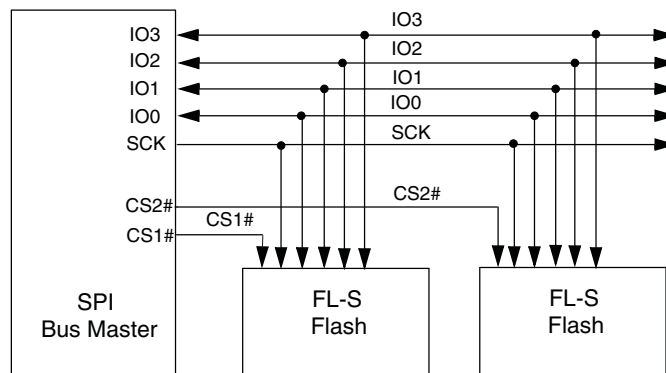 IO3
IO3
IO2
IO2
IO1
IO1
IO0
IO0
SCK
SCK
CS2#
CS2#
CS1#
CS1#
SPI
Bus Master
FL-S
Flash
FL-S
Flash